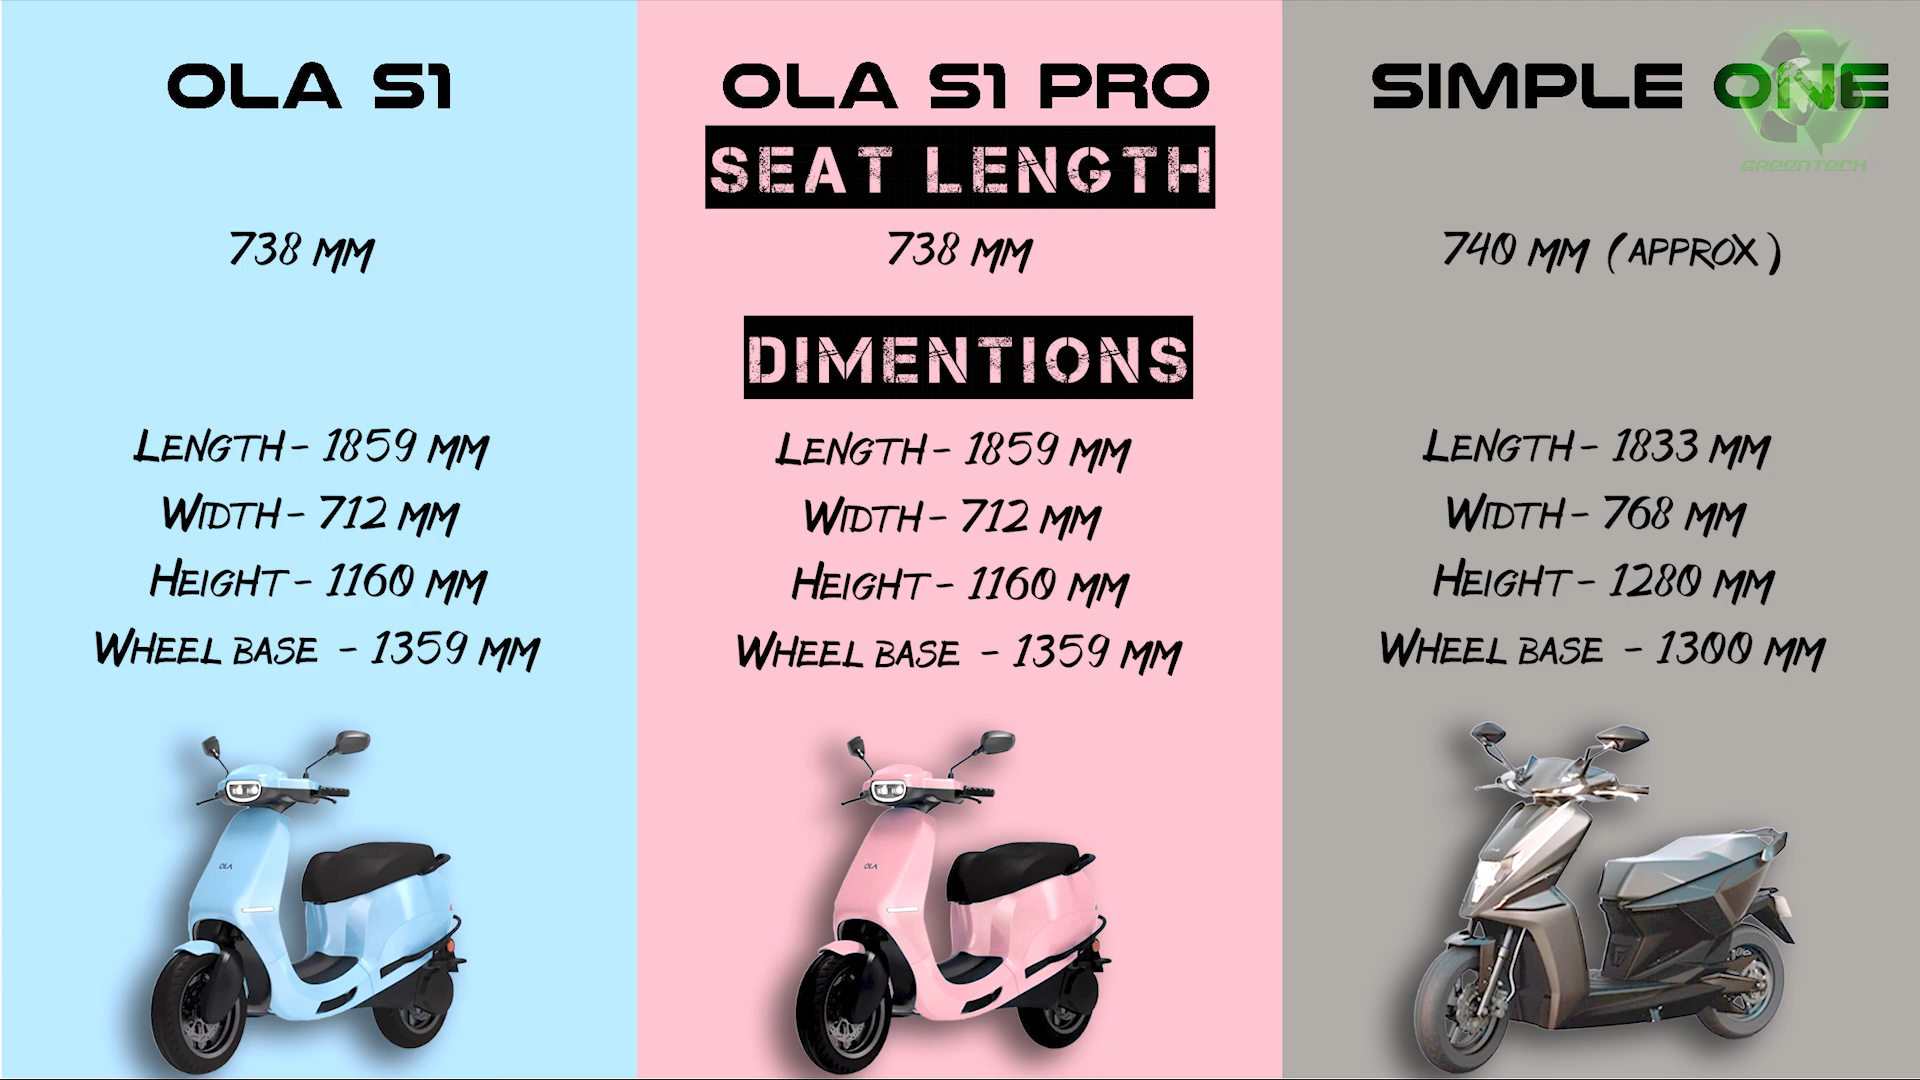 OLA S1
OLA S1 PRO
SIMPLE ONE
GREENTECH
SEAT LENGTH
738 MM
738 MM
740 MM (APPROX)
DIMENTIONS
LENGTH - 1859 MM
WIDTH - 712 MM
HEIGHT - 1160 MM
WHEEL BASE - 1359 MM
LENGTH - 1859 MM
WIDTH - 712 MM
HEIGHT - 1160 MM
WHEEL BASE - 1359 MM
LENGTH - 1833 MM
WIDTH - 768 MM
HEIGHT - 1280 MM
WHEEL BASE - 1300 MM
OLA
OLA